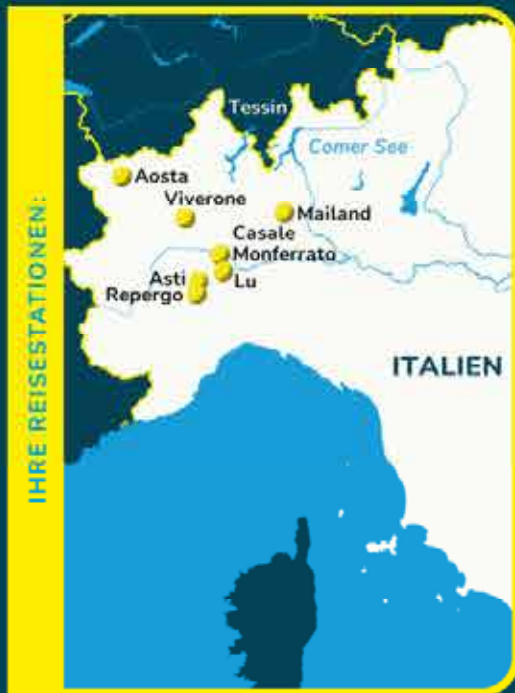 IHRE REISESTATIONEN:
Tessin
Comer See
Aosta
Viverone
Mailand
Casale
Monferrato
Asti
Lu
Repergo
ITALIEN